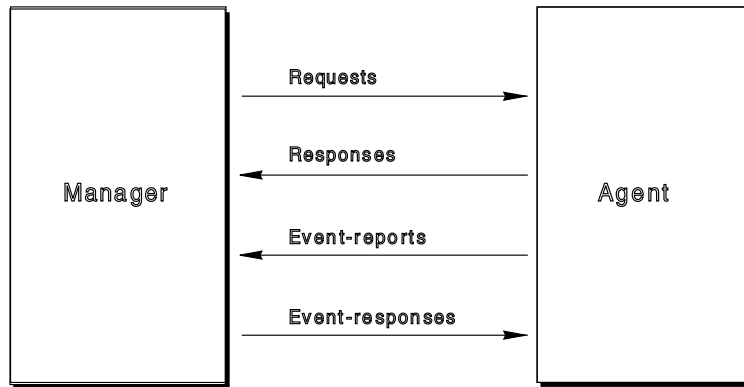 Requests
Responses
Manager
Agent
Event-reports
Event-responses